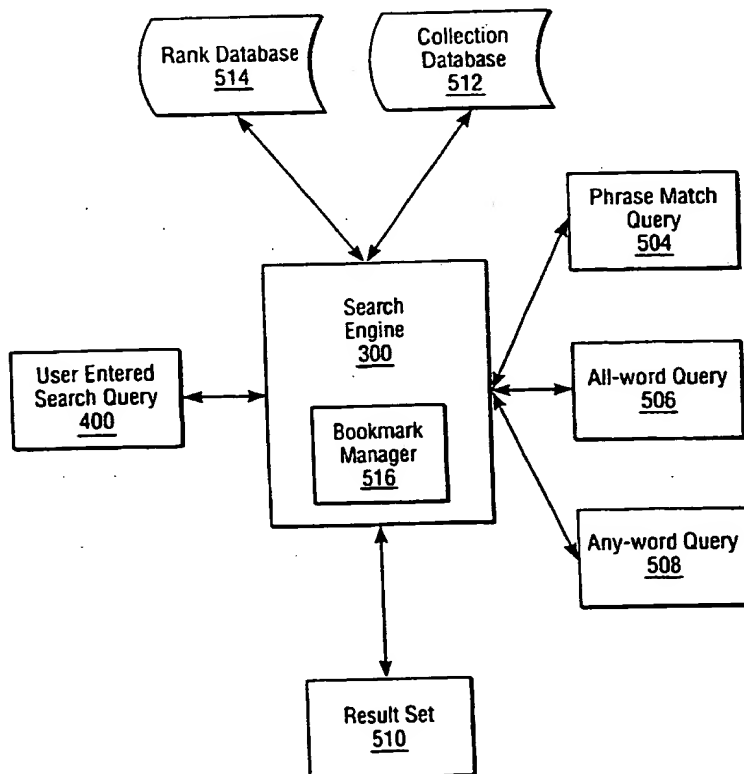 Rank Database
514
Collection
Database
512
Phrase Match
Query
504
Search
Engine
300
User Entered
Search Query
400
All-word Query
506
Bookmark
Manager
516
Any-word Query
508
Result Set
510